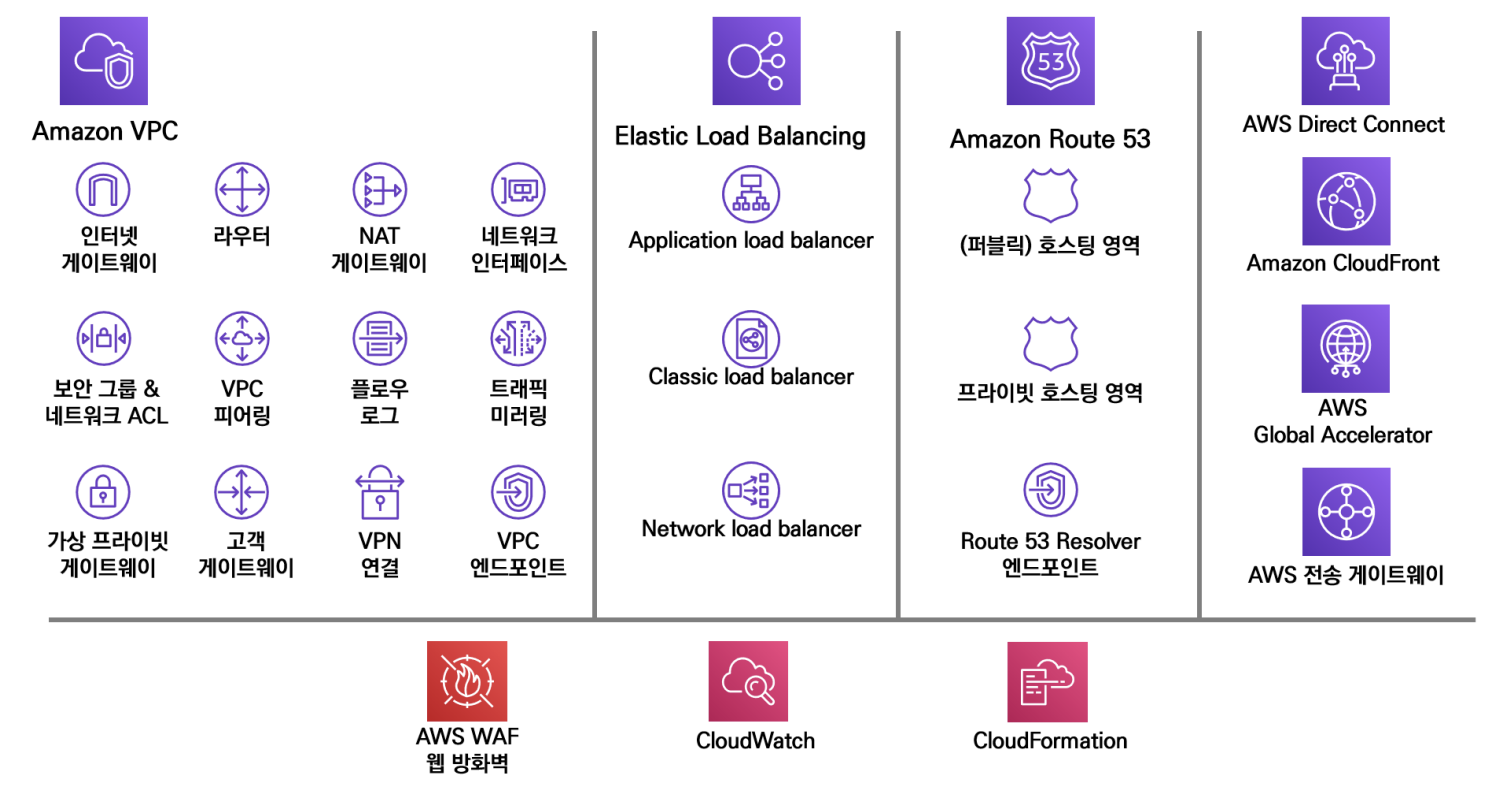 Amazon VPC
인터넷
게이트웨이
라우터
NAT
게이트웨이
네트워크
인터페이스
보안 그룹 &
네트워크 ACL
VPC
피어링
플로우
로그
트래픽
미러링
가상 프라이빗
게이트웨이
고객
게이트웨이
VPN
연결
VPC
엔드포인트
Elastic Load Balancing
Application load balancer
Classic load balancer
Network load balancer
53
Amazon Route 53
(퍼블릭) 호스팅 영역
프라이빗 호스팅 영역
Route 53 Resolver
엔드포인트
AWS Direct Connect
Amazon CloudFront
AWS
Global Accelerator
AWS 전송 게이트웨이
AWS WAF
웹 방화벽
CloudWatch
CloudFormation